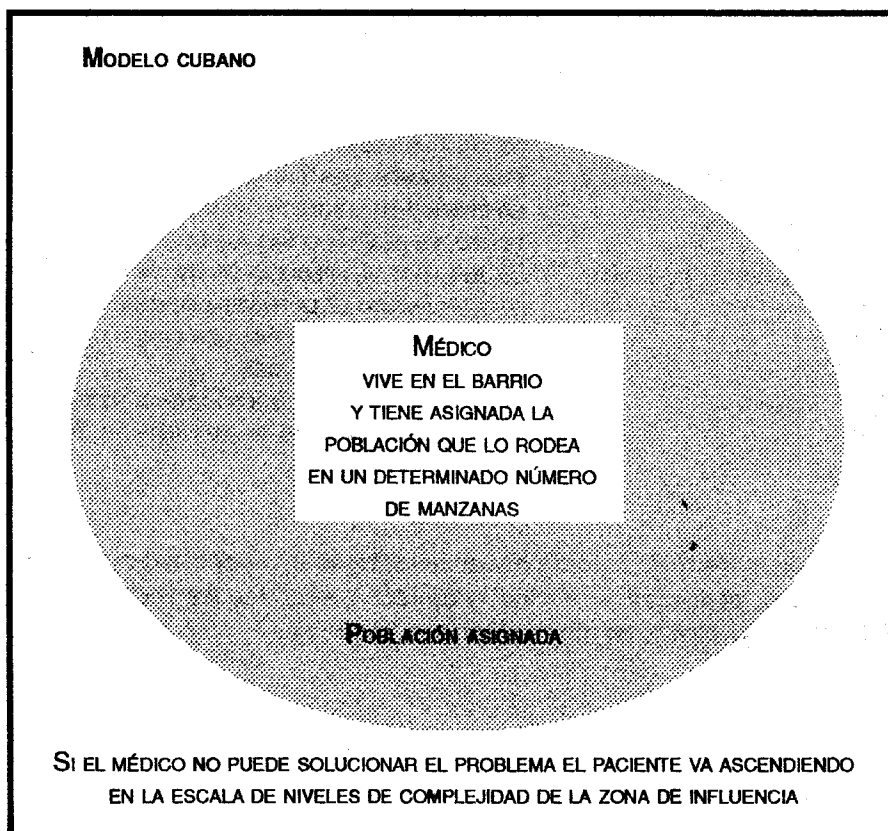 MODELO CUBANO
MÉDICO
VIVE EN EL BARRIO
Y TIENE ASIGNADA LA
POBLACIÓN QUE LO RODEA
EN UN DETERMINADO NÚMERO
DE MANZANAS
POBLACIÓN ASIGNADA
SI EL MÉDICO NO PUEDE SOLUCIONAR EL PROBLEMA EL PACIENTE VA ASCENDIENDO
EN LA ESCALA DE NIVELES DE COMPLEJIDAD DE LA ZONA DE INFLUENCIA